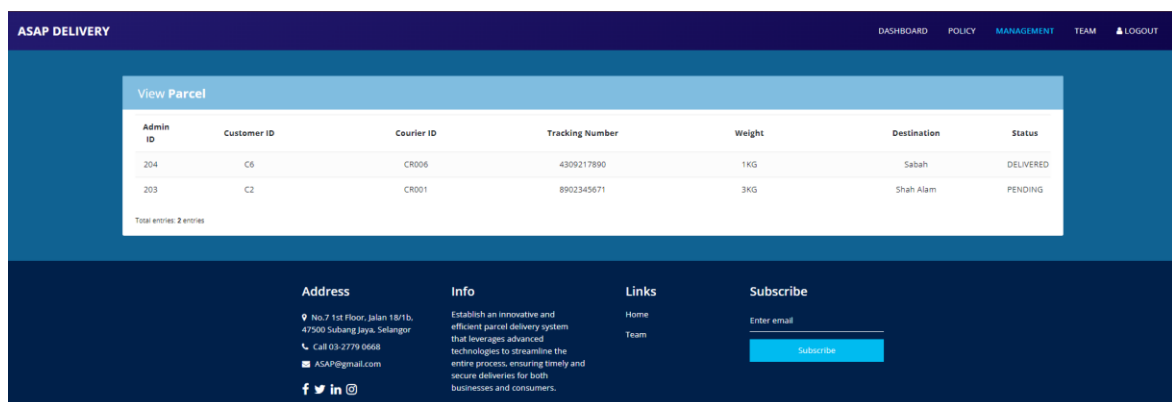 ASAP DELIVERY DASHBOARD POLICY MANAGEMENT TEAM LOGOUT
View Parcel
Admin ID Customer ID Courier ID Tracking Number Weight Destination Status
204 C6 CR006 4309217890 1KG Sabah DELIVERED
203 C2 CR001 8902345671 3KG Shah Alam PENDING
Total entries: 2 entries
Address
No.7 1st Floor, Jalan 18/1b,
47500 Subang Jaya, Selangor
Call 03-2779 0668
ASAP@gmail.com
Info
Establish an innovative and
efficient parcel delivery system
that leverages advanced
technologies to streamline the
entire process, ensuring timely and
secure deliveries for both
businesses and consumers.
Links
Home
Team
Subscribe
Enter email
Subscribe